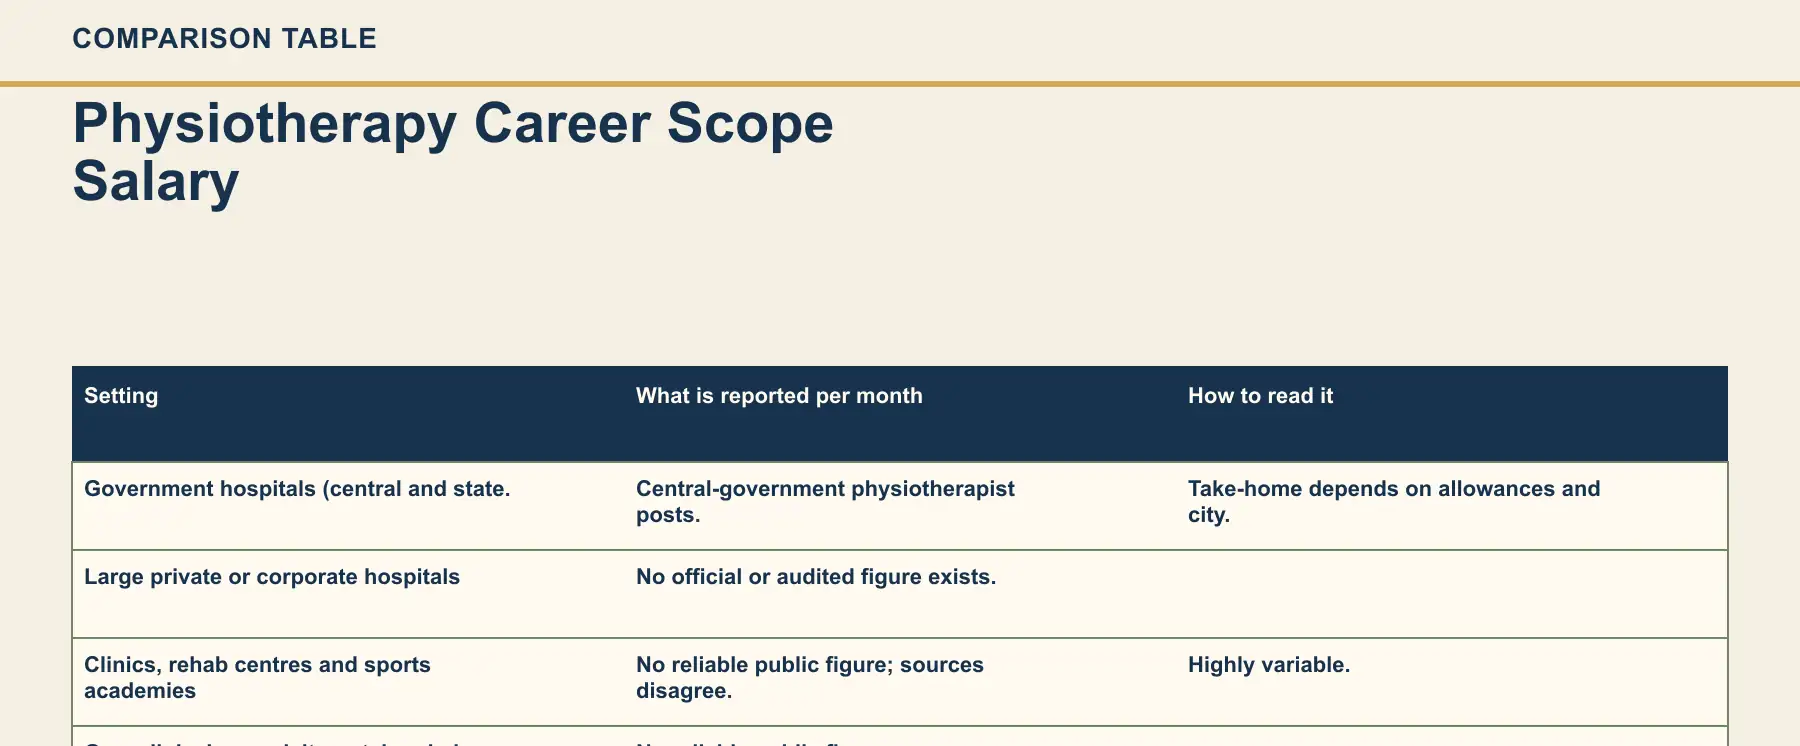 COMPARISON TABLE
Physiotherapy Career Scope
Salary
Setting
What is reported per month
How to read it
Government hospitals (central and state.
Central-government physiotherapist
posts.
Take-home depends on allowances and
city.
Large private or corporate hospitals
No official or audited figure exists.
Clinics, rehab centres and sports
academies
No reliable public figure; sources
disagree.
Highly variable.